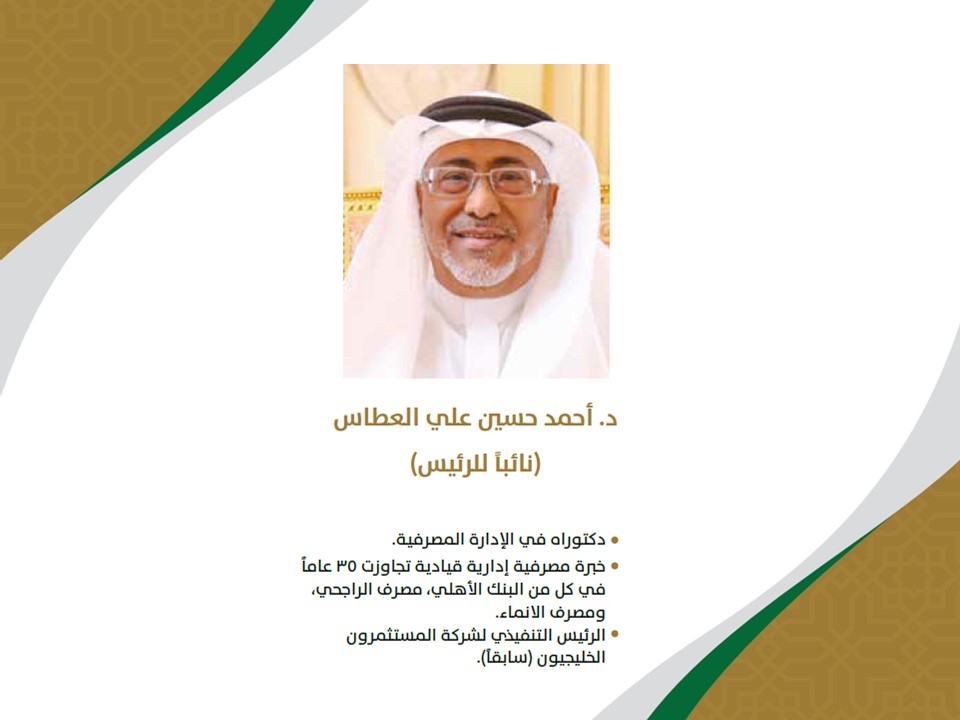 د. أحمد حسين علي العطاس
(نائباً للرئيس)
• دكتوراه في الإدارة المصرفية.
• خبرة مصرفية إدارية قيادية تجاوزت ٣٥ عاماً
في كل من البنك الأهلي، مصرف الراجحي،
ومصرف الانماء.
• الرئيس التنفيذي لشركة المستثمرون
الخليجيون (سابقاً).